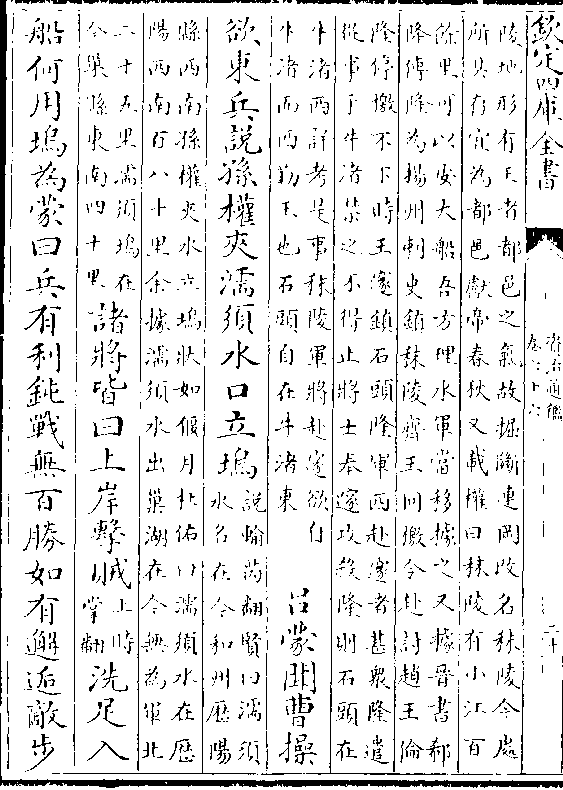 欽定四庫全書
資治通鑑
卷六十六
二十
陵地形有王者都邑之氣故掘斷連岡改名秣陵今處
所具存宜為都邑獻帝春秋又載權曰秣陵有小江百
餘里可以安大船吾方理水軍當移據之又據晉書郗
隆傳隆為揚州刺史鎮秣陵齊王冏檄令赴討趙王倫
隆停檄不下時王邃鎮石頭隆軍西赴邃者甚衆隆遣
從事于牛渚禁之不得止將士奉邃攻殺隆則石頭在
牛渚西詳考是事秣陵軍將赴邃欲自
牛渚而西勤王也石頭自在牛渚東
呂蒙聞曹操
欲東兵說孫權夾濡須水口立塢
說輸芮翻賢曰濡須
水名在今和州歷陽
縣西南孫權夾水立塢狀如偃月杜佑曰濡須水在歷
陽西南百八十里余據濡須水出巢湖在今無為軍北
二十五里濡須塢在
今巢縣東南四十里
諸將皆曰上岸擊賊
上時
掌翻
洗足入
船何用塢為蒙曰兵有利鈍戰無百勝如有邂逅敵步